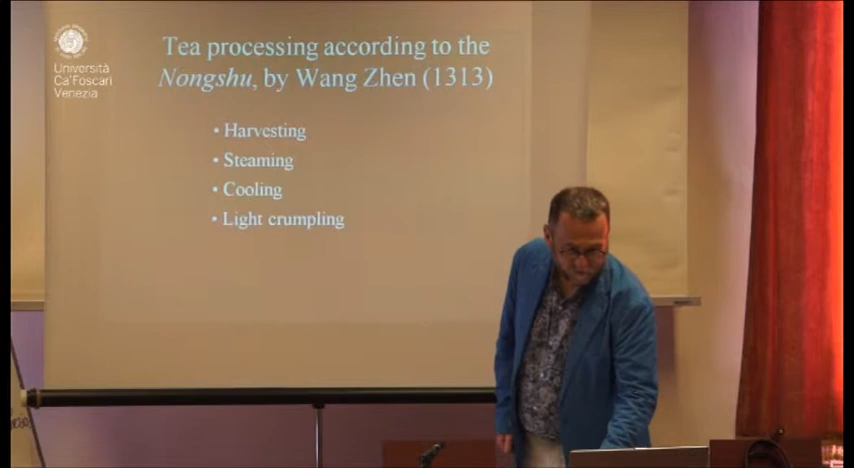 Università
Ca'Foscari
Venezia
Tea processing according to the
Nongshu, by Wang Zhen (1313)
• Harvesting
• Steaming
• Cooling
• Light crumpling